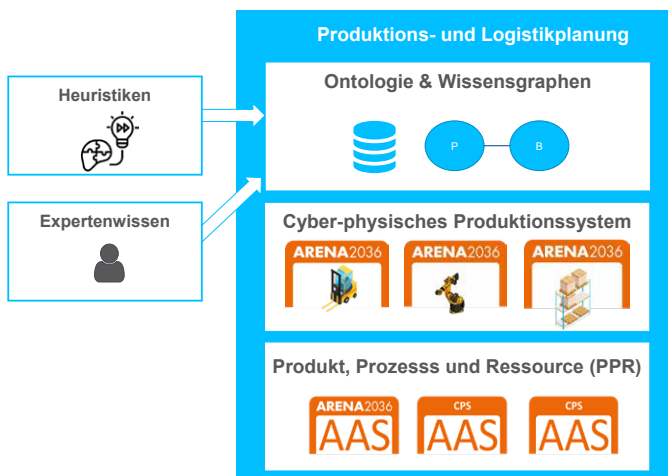 Produktions- und Logistikplanung
Heuristiken
Expertenwissen
Ontologie & Wissensgraphen
P
B
Cyber-physisches Produktionssystem
ARENA2036
ARENA2036
ARENA2036
Produkt, Prozesss und Ressource (PPR)
ARENA2036
AAS
CPS
AAS
CPS
AAS